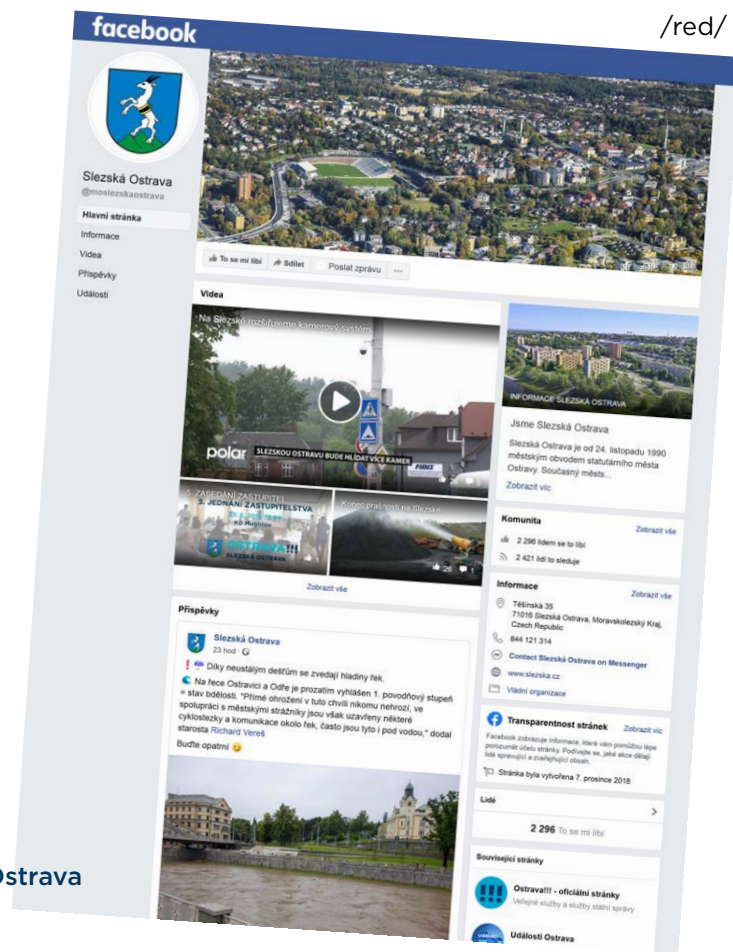 /red/
facebook
Slezská Ostrava
@moslezskaostrava
Hlavní stránka
Informace
Videa
Příspěvky
Události
To se mi líbí
Sdílet
Poslat zprávu
Videa
Na Slezské rozšiřujeme kamerový systém
polar
SLEZSKOU OSTRAVU BUDE HLÍDAT VÍCE KAMER
5. ZASEDÁNÍ ZASTUPITEL
5. JEDNÁNÍ ZASTUPITELSTVA
OSTRAVA!!!
SLEZSKÁ OSTRAVA
Konec prašnosti na Slezské
26 1
Zobrazit vše
Příspěvky
Slezská Ostrava
23 hod ·
Díky neustálým dešťům se zvedají hladiny řek.
Na řece Ostravici a Odře je prozatím vyhlášen 1. povodňový stupeň
= stav bdělosti. "Přímé ohrožení v tuto chvíli nikomu nehrozí, ve
spolupráci s městskými strážníky jsou však uzavřeny některé
cyklostezky a komunikace okolo řek, často jsou tyto i pod vodou," dodal
starosta Richard Vereš
Buďte opatrní
INFORMACE SLEZSKÁ OSTRAVA
Jsme Slezská Ostrava
Slezská Ostrava je od 24. listopadu 1990
městským obvodem statutárního města
Ostravy. Současný městs...
Zobrazit víc
Komunita
Zobrazit vše
2 296 lidem se to líbí
2 421 lidí to sleduje
Informace
Zobrazit vše
Těšínská 35
71016 Slezská Ostrava, Moravskolezský Kraj,
Czech Republic
844 121 314
Contact Slezská Ostrava on Messenger
www.slezska.cz
Vládní organizace
Transparentnost stránek
Zobrazit víc
Facebook zobrazuje informace, které vám pomůžou lépe
porozumět účelu stránky. Podívejte se, jaké akce dělají
lidé spravující a zveřejňující obsah.
Stránka byla vytvořena 7. prosince 2018
Lidé
2 296 To se mi líbí
Související stránky
Ostrava!!! - oficiální stránky
Veřejné služby a služby státní správy
Události Ostrava
Ostrava